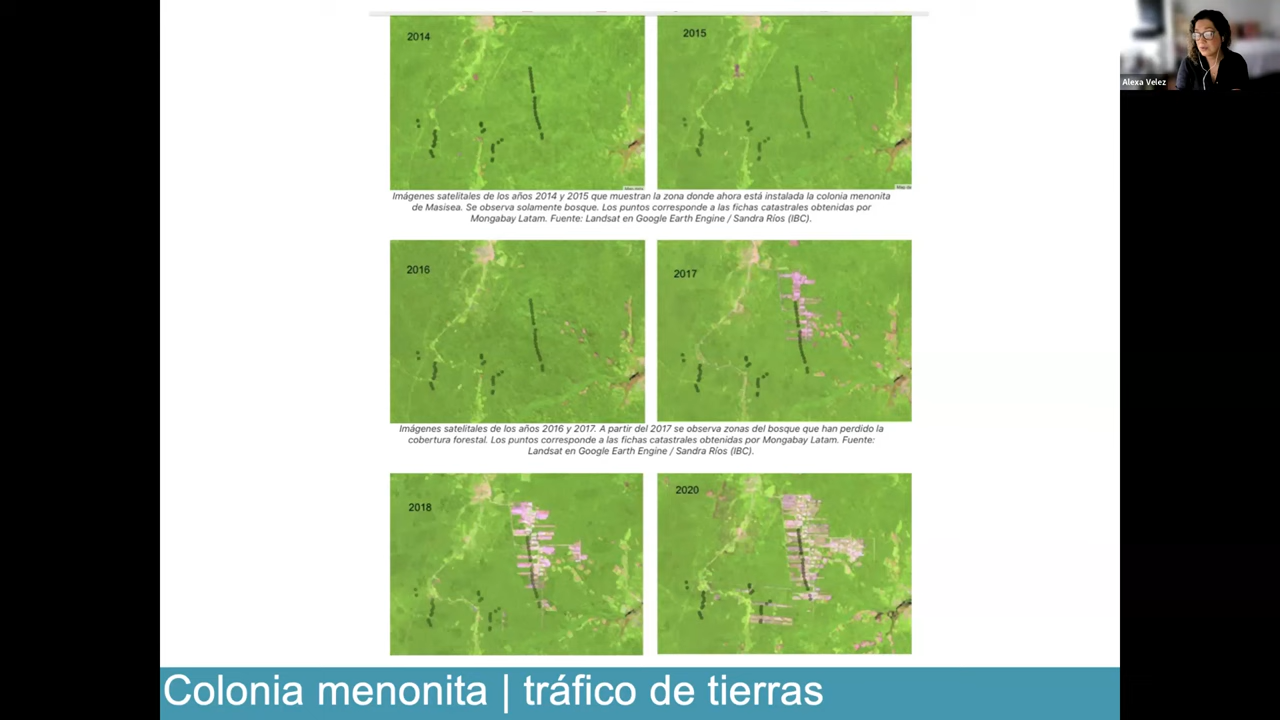 2014
2015
Imágenes satelitales de los años 2014 y 2015 que muestran la zona donde ahora está instalada la colonia menonita
de Masisea. Se observa solamente bosque. Los puntos corresponde a las fichas catastrales obtenidas por
Mongabay Latam. Fuente: Landsat en Google Earth Engine / Sandra Ríos (IBC).
2016
2017
Imágenes satelitales de los años 2016 y 2017. A partir del 2017 se observa zonas del bosque que han perdido la
cobertura forestal. Los puntos corresponde a las fichas catastrales obtenidas por Mongabay Latam. Fuente:
Landsat en Google Earth Engine / Sandra Ríos (IBC).
2018
2020
Colonia menonita | tráfico de tierras
Alexa Velez